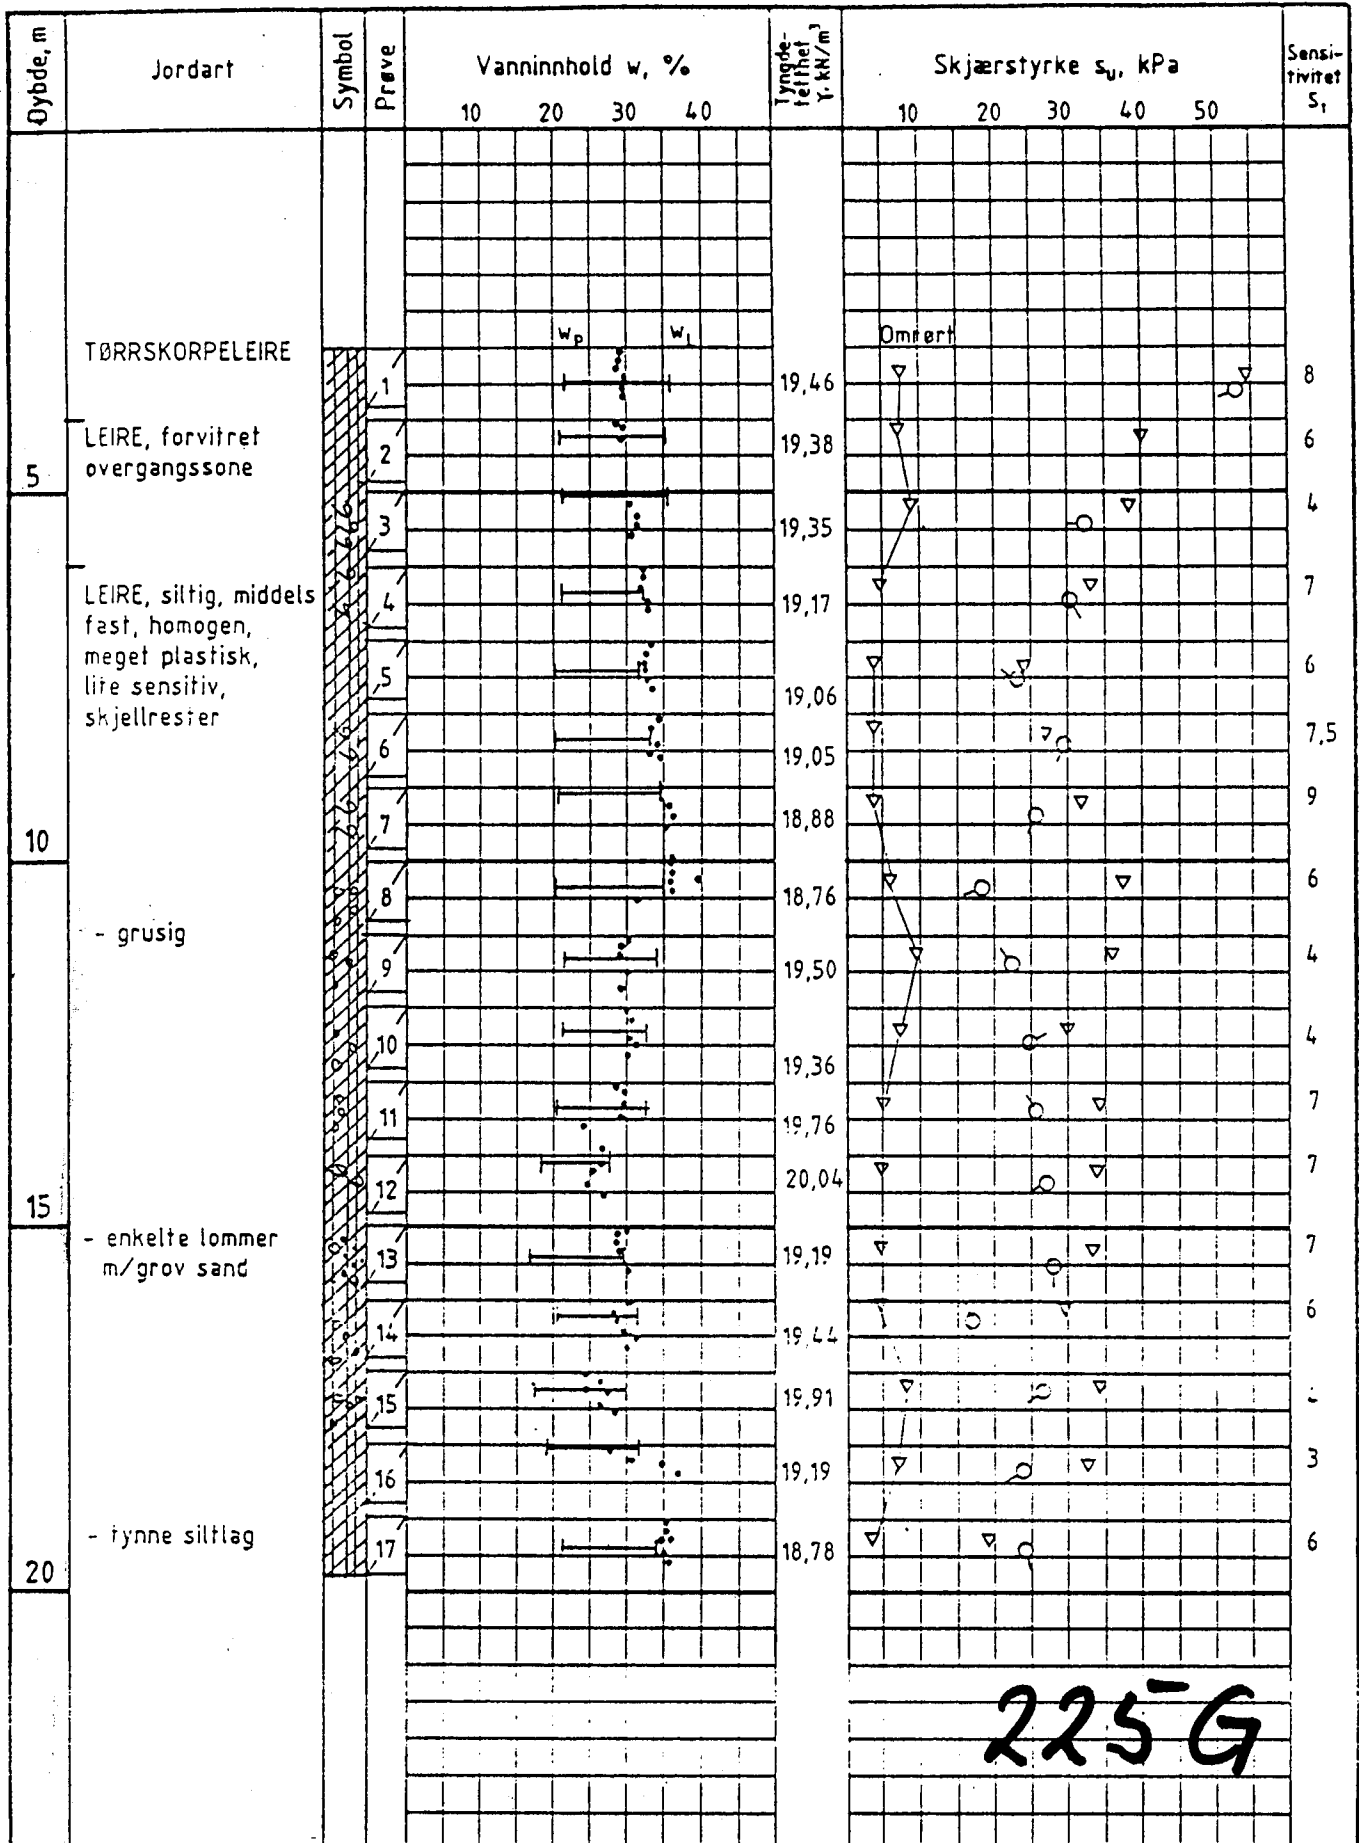 Dybde, m
Jordart
Symbol
Prøve
Vanninnhold w, %
20 30 40
Tyngde-
tetthet
γ, kN/m³
Skjærstyrke su, kPa
10 20 30 40 50
Sensi-
tivitet
St
wp wL
Omrørt
TØRRSKORPELEIRE
1 19,46 8
LEIRE, forvitret
overgangssone
2 19,38 6
5
3 19,35 4
LEIRE, siltig, middels
fast, homogen,
meget plastisk,
lite sensitiv,
skjellrester
4 19,17 7
5 19,06 6
6 19,05 7,5
7 18,88 9
10
8 18,76 6
- grusig
9 19,50 4
10 19,36 4
11 19,76 7
12 20,04 7
15
- enkelte lommer
m/grov sand
13 19,19 7
14 19,44 6
15 19,91
16 19,19 3
- tynne siltlag
17 18,78 6
20
225 G